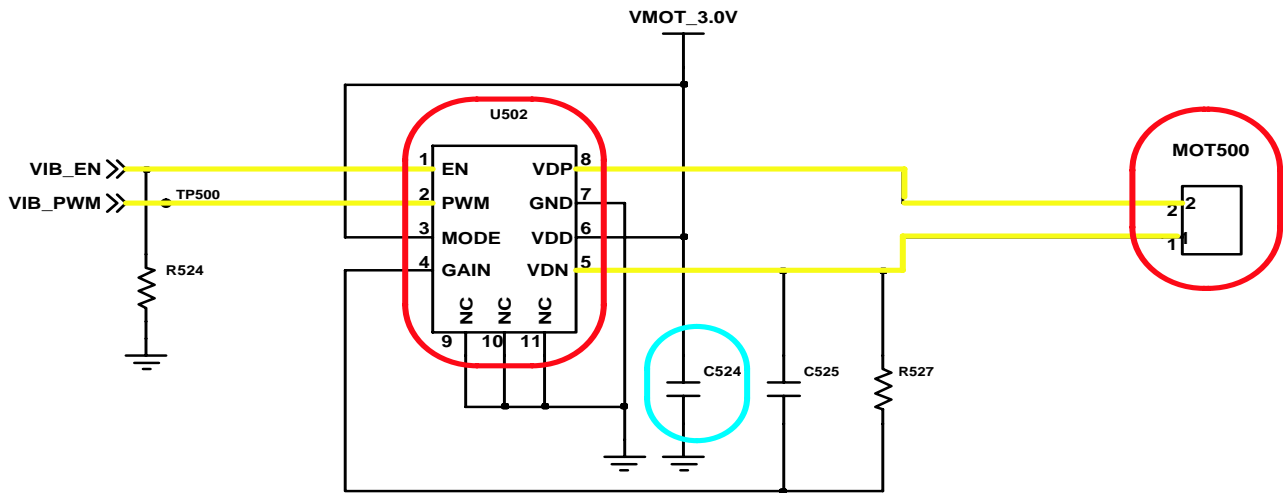 VMOT_3.0V
U502
MOT500
VIB_EN
1 EN VDP 8
VIB_PWM TP500
2 PWM GND 7
2 2
3 MODE VDD 6
1 1
4 GAIN VDN 5
R524
NC NC NC
9 10 11
C524 C525 R527